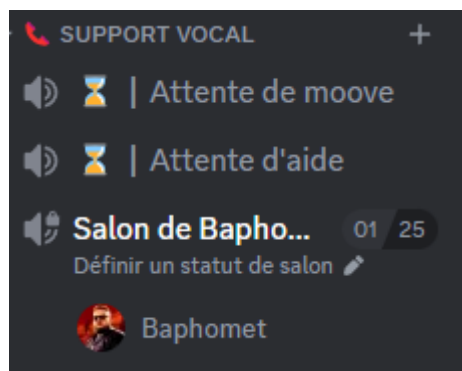 SUPPORT VOCAL +
⌛ | Attente de moove
⌛ | Attente d'aide
Salon de Bapho... 01 25
Définir un statut de salon
Baphomet